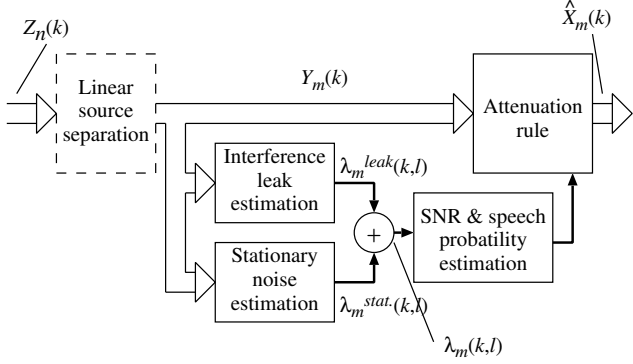 Z_n(k)
X̂_m(k)
Linear
source
separation
Y_m(k)
Attenuation
rule
Interference
leak
estimation
λ_m^leak(k,l)
+
SNR & speech
probatility
estimation
Stationary
noise
estimation
λ_m^stat.(k,l)
λ_m(k,l)